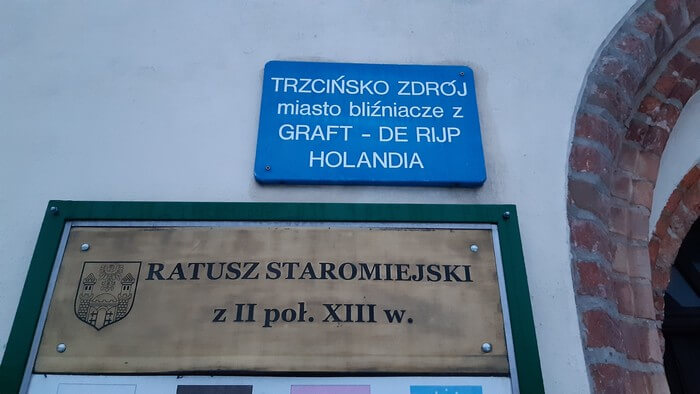 TRZCIŃSKO ZDRÓJ
miasto bliźniacze z
GRAFT – DE RIJP
HOLANDIA
RATUSZ STAROMIEJSKI
z II poł. XIII w.